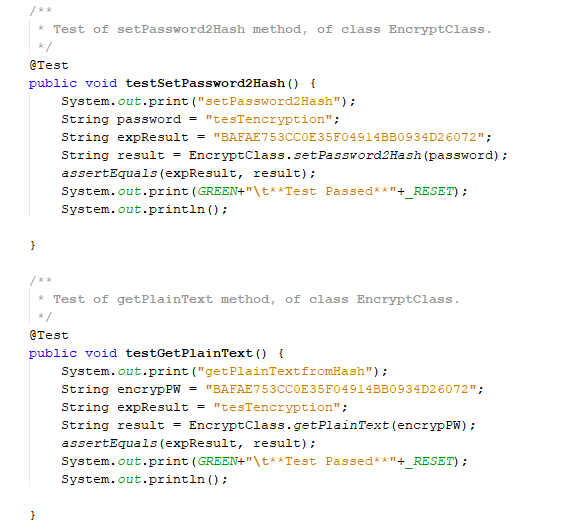 /**
 * Test of setPassword2Hash method, of class EncryptClass.
 */
@Test
public void testSetPassword2Hash() {
    System.out.print("setPassword2Hash");
    String password = "tesTencryption";
    String expResult = "BAFAE753CC0E35F04914BB0934D26072";
    String result = EncryptClass.setPassword2Hash(password);
    assertEquals(expResult, result);
    System.out.print(GREEN+"\t**Test Passed**"+_RESET);
    System.out.println();

}

/**
 * Test of getPlainText method, of class EncryptClass.
 */
@Test
public void testGetPlainText() {
    System.out.print("getPlainTextfromHash");
    String encrypPW = "BAFAE753CC0E35F04914BB0934D26072";
    String expResult = "tesTencryption";
    String result = EncryptClass.getPlainText(encrypPW);
    assertEquals(expResult, result);
    System.out.print(GREEN+"\t**Test Passed**"+_RESET);
    System.out.println();

}